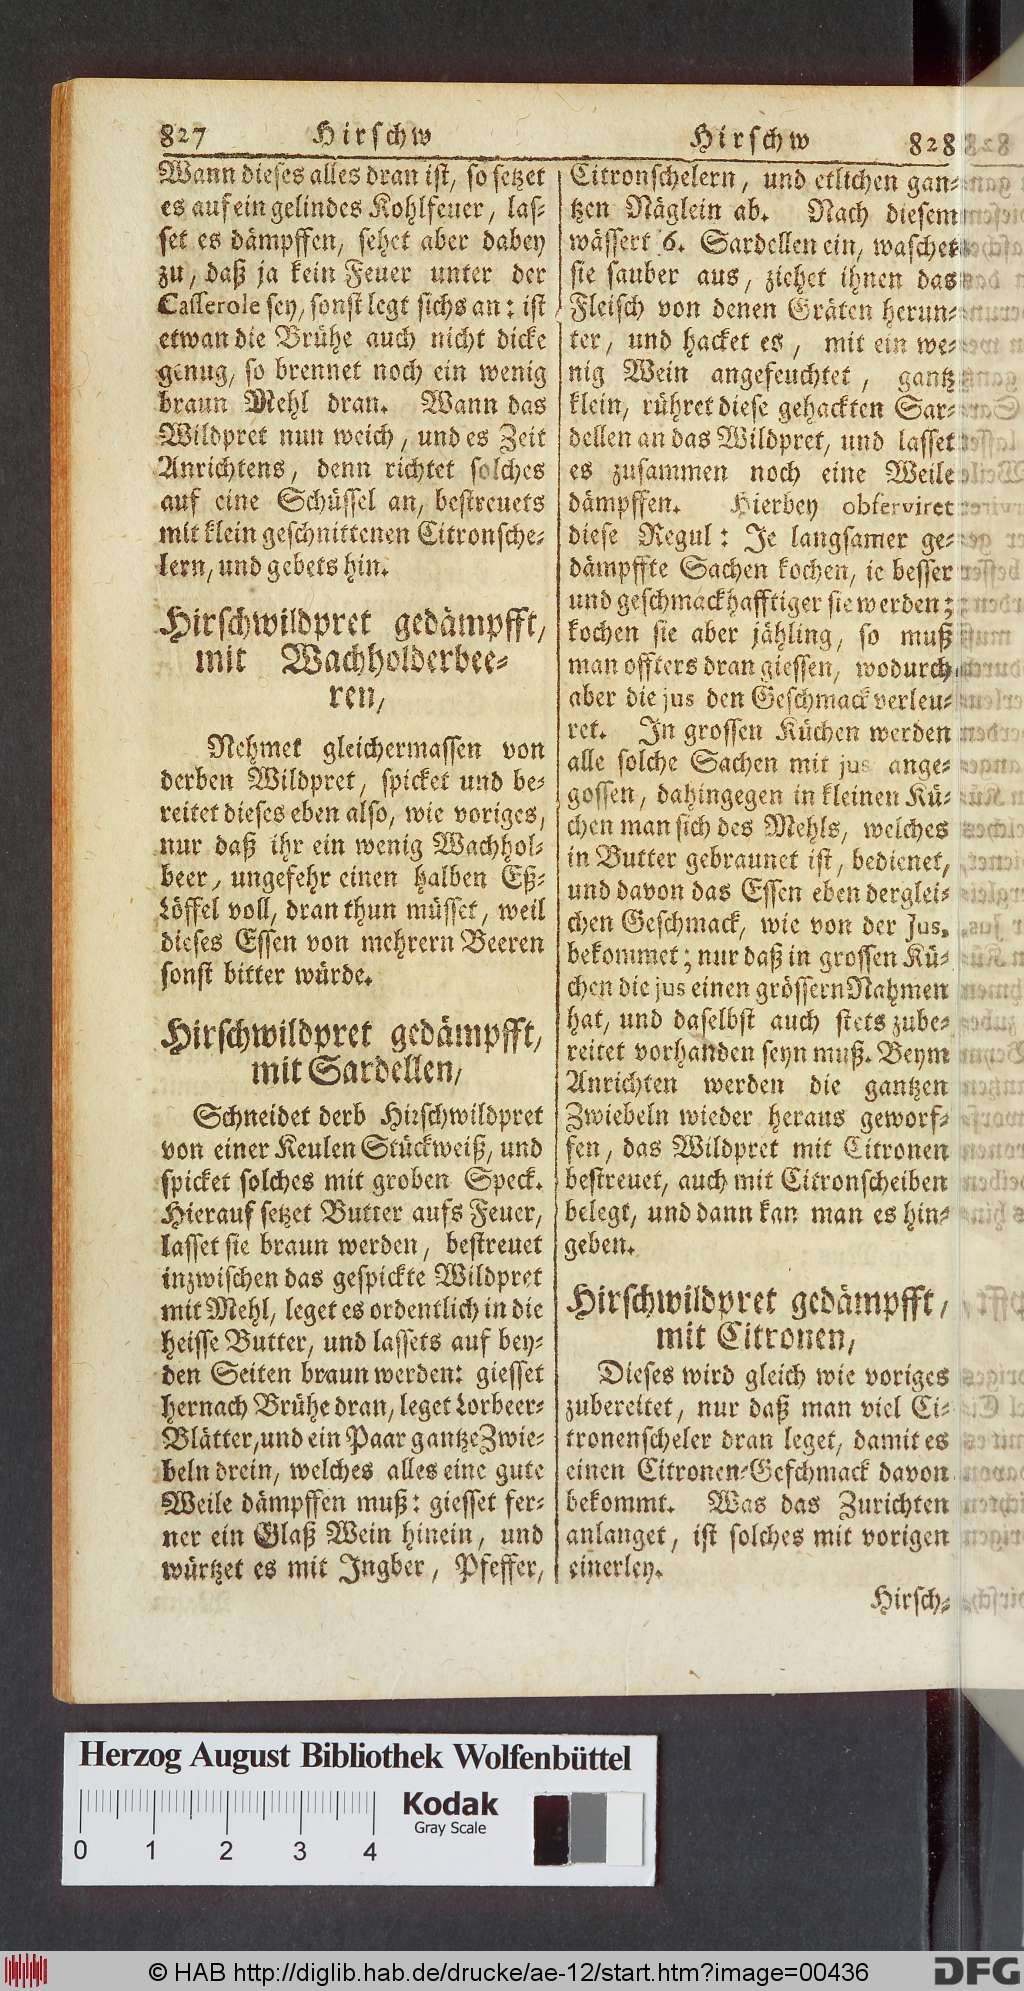 827 Hirschw
Wann dieses alles dran ist, so setzet
es auf ein gelindes Kohlfeuer, las-
set es dämpffen, sehet aber dabey
zu, daß ja kein Feuer unter der
Casserole sey, sonst legt sichs an: ist
etwan die Brühe auch nicht dicke
genug, so brennet noch ein wenig
braun Mehl dran. Wann das
Wildpret nun weich, und es Zeit
Anrichtens, denn richtet solches
auf eine Schüssel an, bestreuets
mit klein geschnittenen Citronsche-
lern, und gebets hin.
Hirschwildpret gedämpfft,
mit Wachholderbee-
ren,
Nehmet gleichermassen von
derben Wildpret, spicket und be-
reitet dieses eben also, wie voriges,
nur daß ihr ein wenig Wachhol-
beer, ungefehr einen halben Eß-
Löffel voll, dran thun müsset, weil
dieses Essen von mehrern Beeren
sonst bitter würde.
Hirschwildpret gedämpfft,
mit Sardellen,
Schneidet derb Hirschwildpret
von einer Keulen Stückweiß, und
spicket solches mit groben Speck.
Hierauf setzet Butter aufs Feuer,
lasset sie braun werden, bestreuet
inzwischen das gespickte Wildpret
mit Mehl, leget es ordentlich in die
heisse Butter, und lassets auf bey-
den Seiten braun werden: giesset
hernach Brühe dran, leget Lorbeer-
Blätter, und ein Paar gantze Zwie-
beln drein, welches alles eine gute
Weile dämpffen muß: giesset fer-
ner ein Glaß Wein hinein, und
würtzet es mit Ingber, Pfeffer,
Hirschw 828
Citronschelern, und etlichen gan-
tzen Näglein ab. Nach diesem
wässert 6. Sardellen ein, waschet
sie sauber aus, ziehet ihnen das
Fleisch von denen Gräten herun-
ter, und hacket es, mit ein we-
nig Wein angefeuchtet, gantz
klein, rühret diese gehackten Sar-
dellen an das Wildpret, und lasset
es zusammen noch eine Weile
dämpffen. Hierbey observiret
diese Regul: Je langsamer ge-
dämpffte Sachen kochen, ie besser
und geschmackhafftiger sie werden;
kochen sie aber jähling, so muß
man offters dran giessen, wodurch
aber die jus den Geschmack verleu-
ret. In grossen Küchen werden
alle solche Sachen mit jus ange-
gossen, dahingegen in kleinen Kü-
chen man sich des Mehls, welches
in Butter gebraunet ist, bedienet,
und davon das Essen eben derglei-
chen Geschmack, wie von der Jus.
bekommet; nur daß in grossen Kü-
chen die jus einen grössern Nahmen
hat, und daselbst auch stets zube-
reitet vorhanden seyn muß. Beym
Anrichten werden die gantzen
Zwiebeln wieder heraus geworf-
fen, das Wildpret mit Citronen
bestreuet, auch mit Citronscheiben
belegt, und dann kan man es hin-
geben.
Hirschwildpret gedämpfft,
mit Citronen,
Dieses wird gleich wie voriges
zubereitet, nur daß man viel Ci-
tronenscheler dran leget, damit es
einen Citronen-Geschmack davon
bekommt. Was das Zurichten
anlanget, ist solches mit vorigen
einerley.
Hirsch-
Herzog August Bibliothek Wolfenbüttel
Kodak
Gray Scale
0 1 2 3 4
© HAB http://diglib.hab.de/drucke/ae-12/start.htm?image=00436
DFG